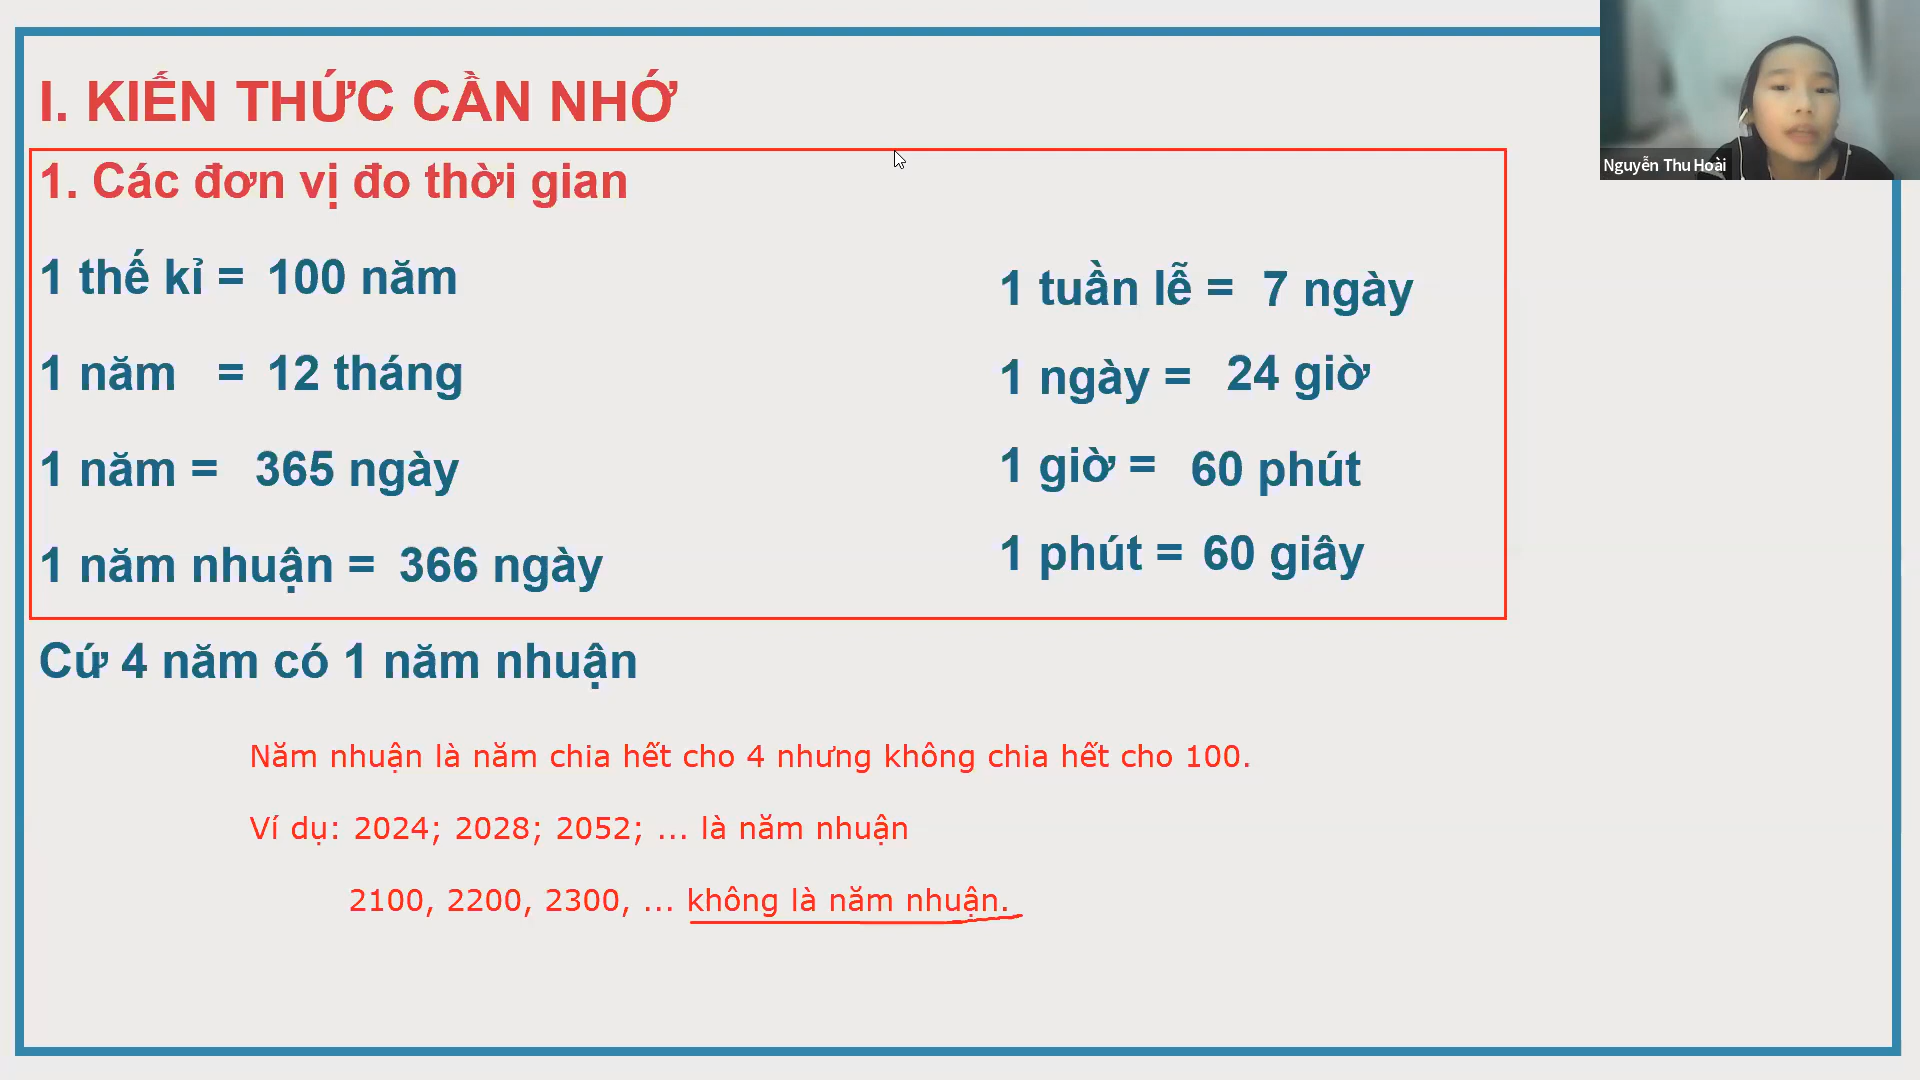 I. KIẾN THỨC CẦN NHỚ
Nguyễn Thu Hoài
1. Các đơn vị đo thời gian
1 thế kỉ = 100 năm
1 năm = 12 tháng
1 năm = 365 ngày
1 năm nhuận = 366 ngày
1 tuần lễ = 7 ngày
1 ngày = 24 giờ
1 giờ = 60 phút
1 phút = 60 giây
Cứ 4 năm có 1 năm nhuận
Năm nhuận là năm chia hết cho 4 nhưng không chia hết cho 100.
Ví dụ: 2024; 2028; 2052; ... là năm nhuận
2100, 2200, 2300, ... không là năm nhuận.